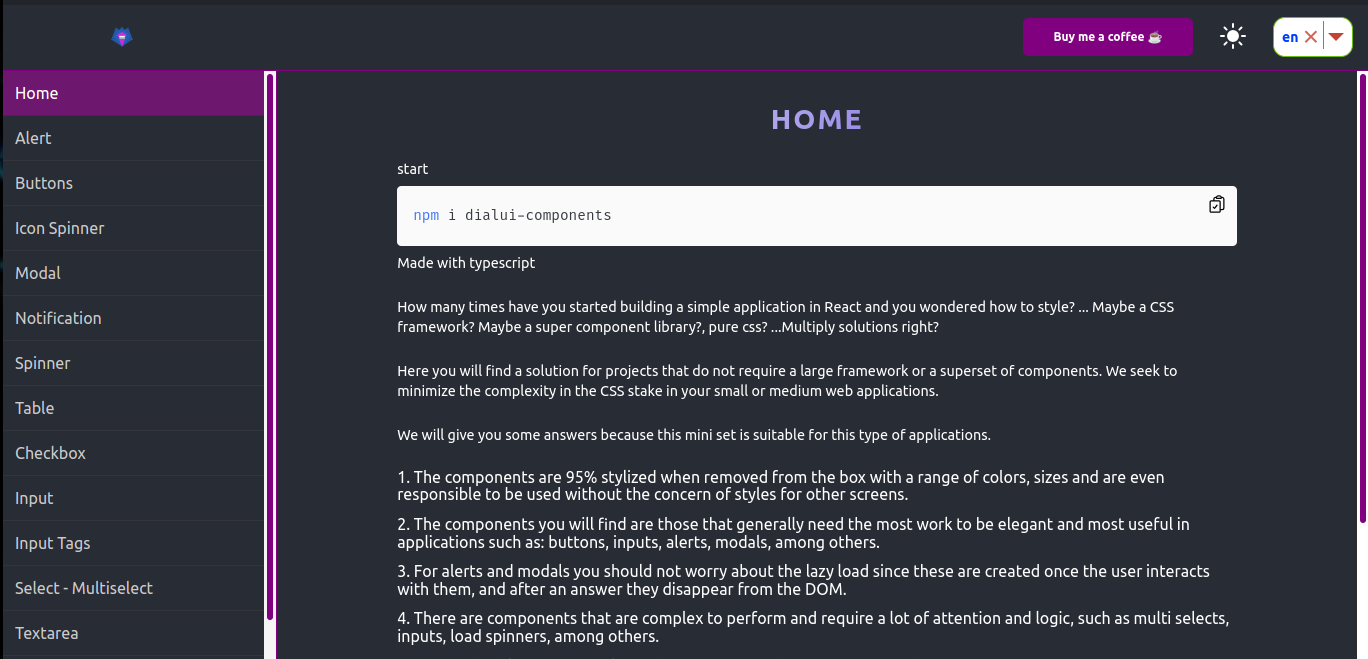 Buy me a coffee ☕
en
Home
Alert
Buttons
Icon Spinner
Modal
Notification
Spinner
Table
Checkbox
Input
Input Tags
Select - Multiselect
Textarea
HOME
start
npm i dialui-components
Made with typescript
How many times have you started building a simple application in React and you wondered how to style? ... Maybe a CSS
framework? Maybe a super component library?, pure css? ...Multiply solutions right?
Here you will find a solution for projects that do not require a large framework or a superset of components. We seek to
minimize the complexity in the CSS stake in your small or medium web applications.
We will give you some answers because this mini set is suitable for this type of applications.
1. The components are 95% stylized when removed from the box with a range of colors, sizes and are even
responsible to be used without the concern of styles for other screens.
2. The components you will find are those that generally need the most work to be elegant and most useful in
applications such as: buttons, inputs, alerts, modals, among others.
3. For alerts and modals you should not worry about the lazy load since these are created once the user interacts
with them, and after an answer they disappear from the DOM.
4. There are components that are complex to perform and require a lot of attention and logic, such as multi selects,
inputs, load spinners, among others.